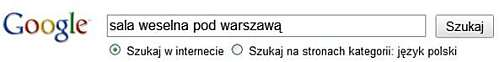 Google sala weselna pod warszawą Szukaj
Szukaj w internecie Szukaj na stronach kategorii: język polski